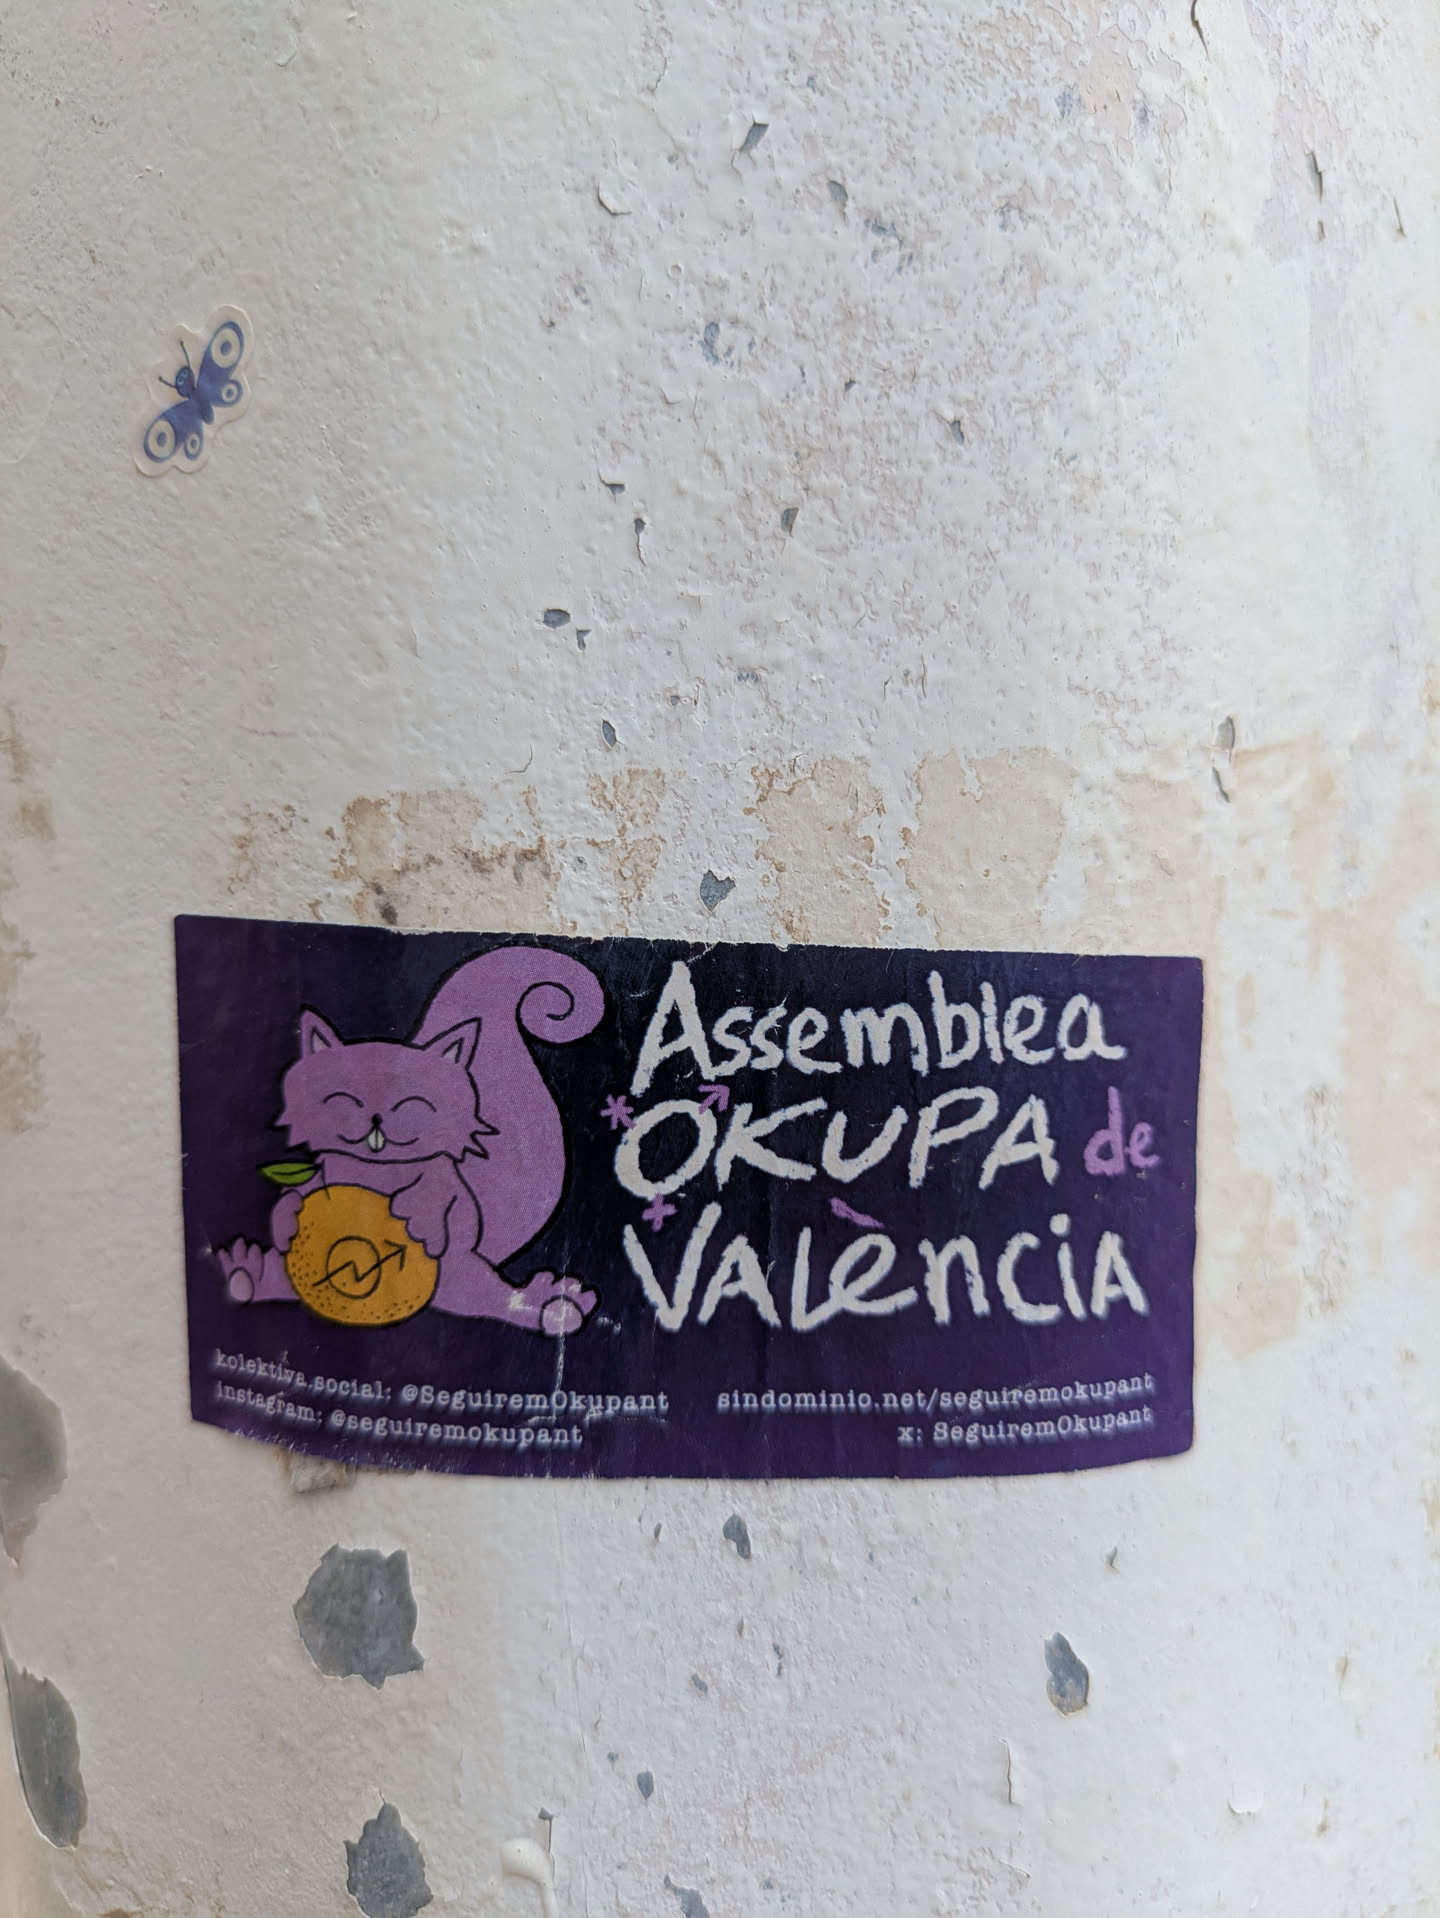 Assemblea
OKUPA de
València
kolektiva.social: @SeguiremOkupant
instagram: @seguiremokupant
sindominio.net/seguiremokupant
x: SeguiremOkupant